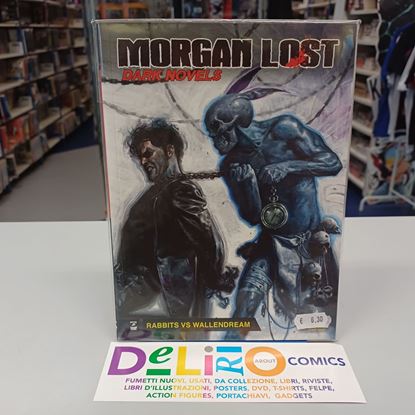 MORGAN LOST
DARK NOVELS
RABBITS VS WALLENDREAM
€ 6,30
DELIRIO ABOUT COMICS
FUMETTI NUOVI, USATI, DA COLLEZIONE, LIBRI, RIVISTE,
LIBRI D'ILLUSTRAZIONI, POSTERS, DVD, T-SHIRTS, FELPE,
ACTION FIGURES, PORTACHIAVI, GADGETS